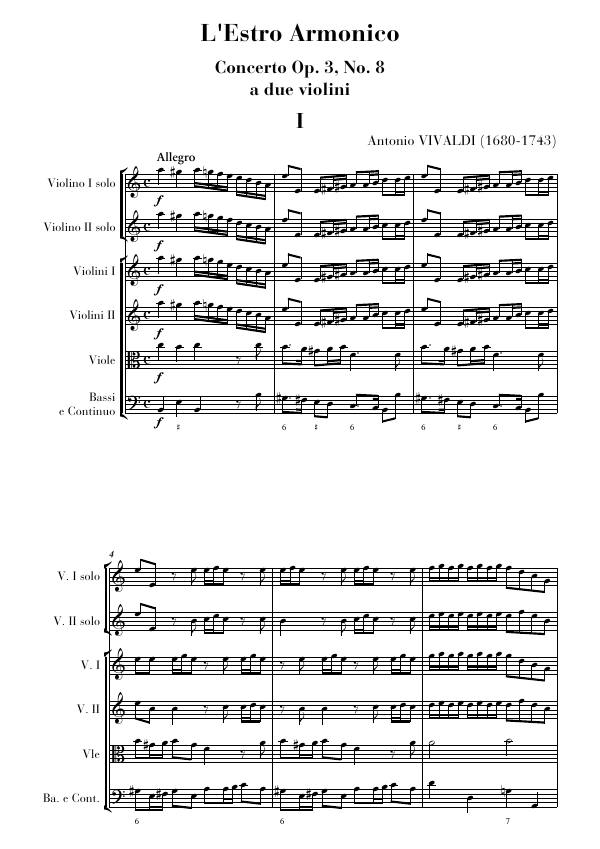 L'Estro Armonico
Concerto Op. 3, No. 8
a due violini
I
Antonio VIVALDI (1680-1743)
Allegro
Violino I solo
f
Violino II solo
f
Violini I
f
Violini II
f
Viole
f
Bassi
e Continuo
f
♯ 6 ♯ 6 6 ♯ 6
4
V. I solo
V. II solo
V. I
V. II
Vle
Ba. e Cont.
6 6 7